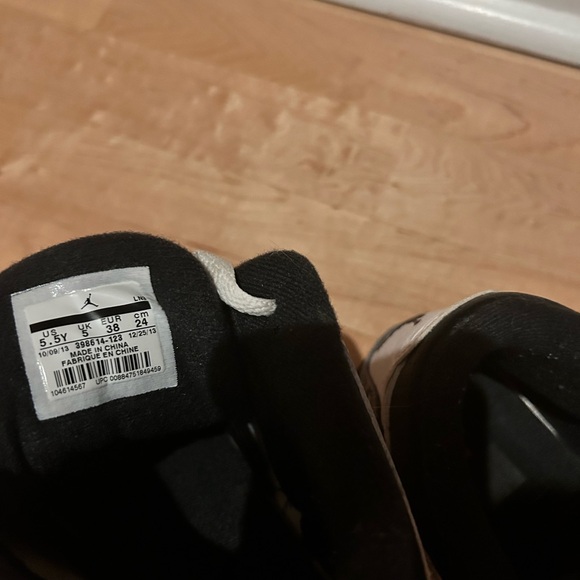 LN5
US UK EUR cm
5.5Y 5 38 24
10/09/13 398614-123 12/25/13
MADE IN CHINA
FABRIQUE EN CHINE
104614567 UPC 00884751849459